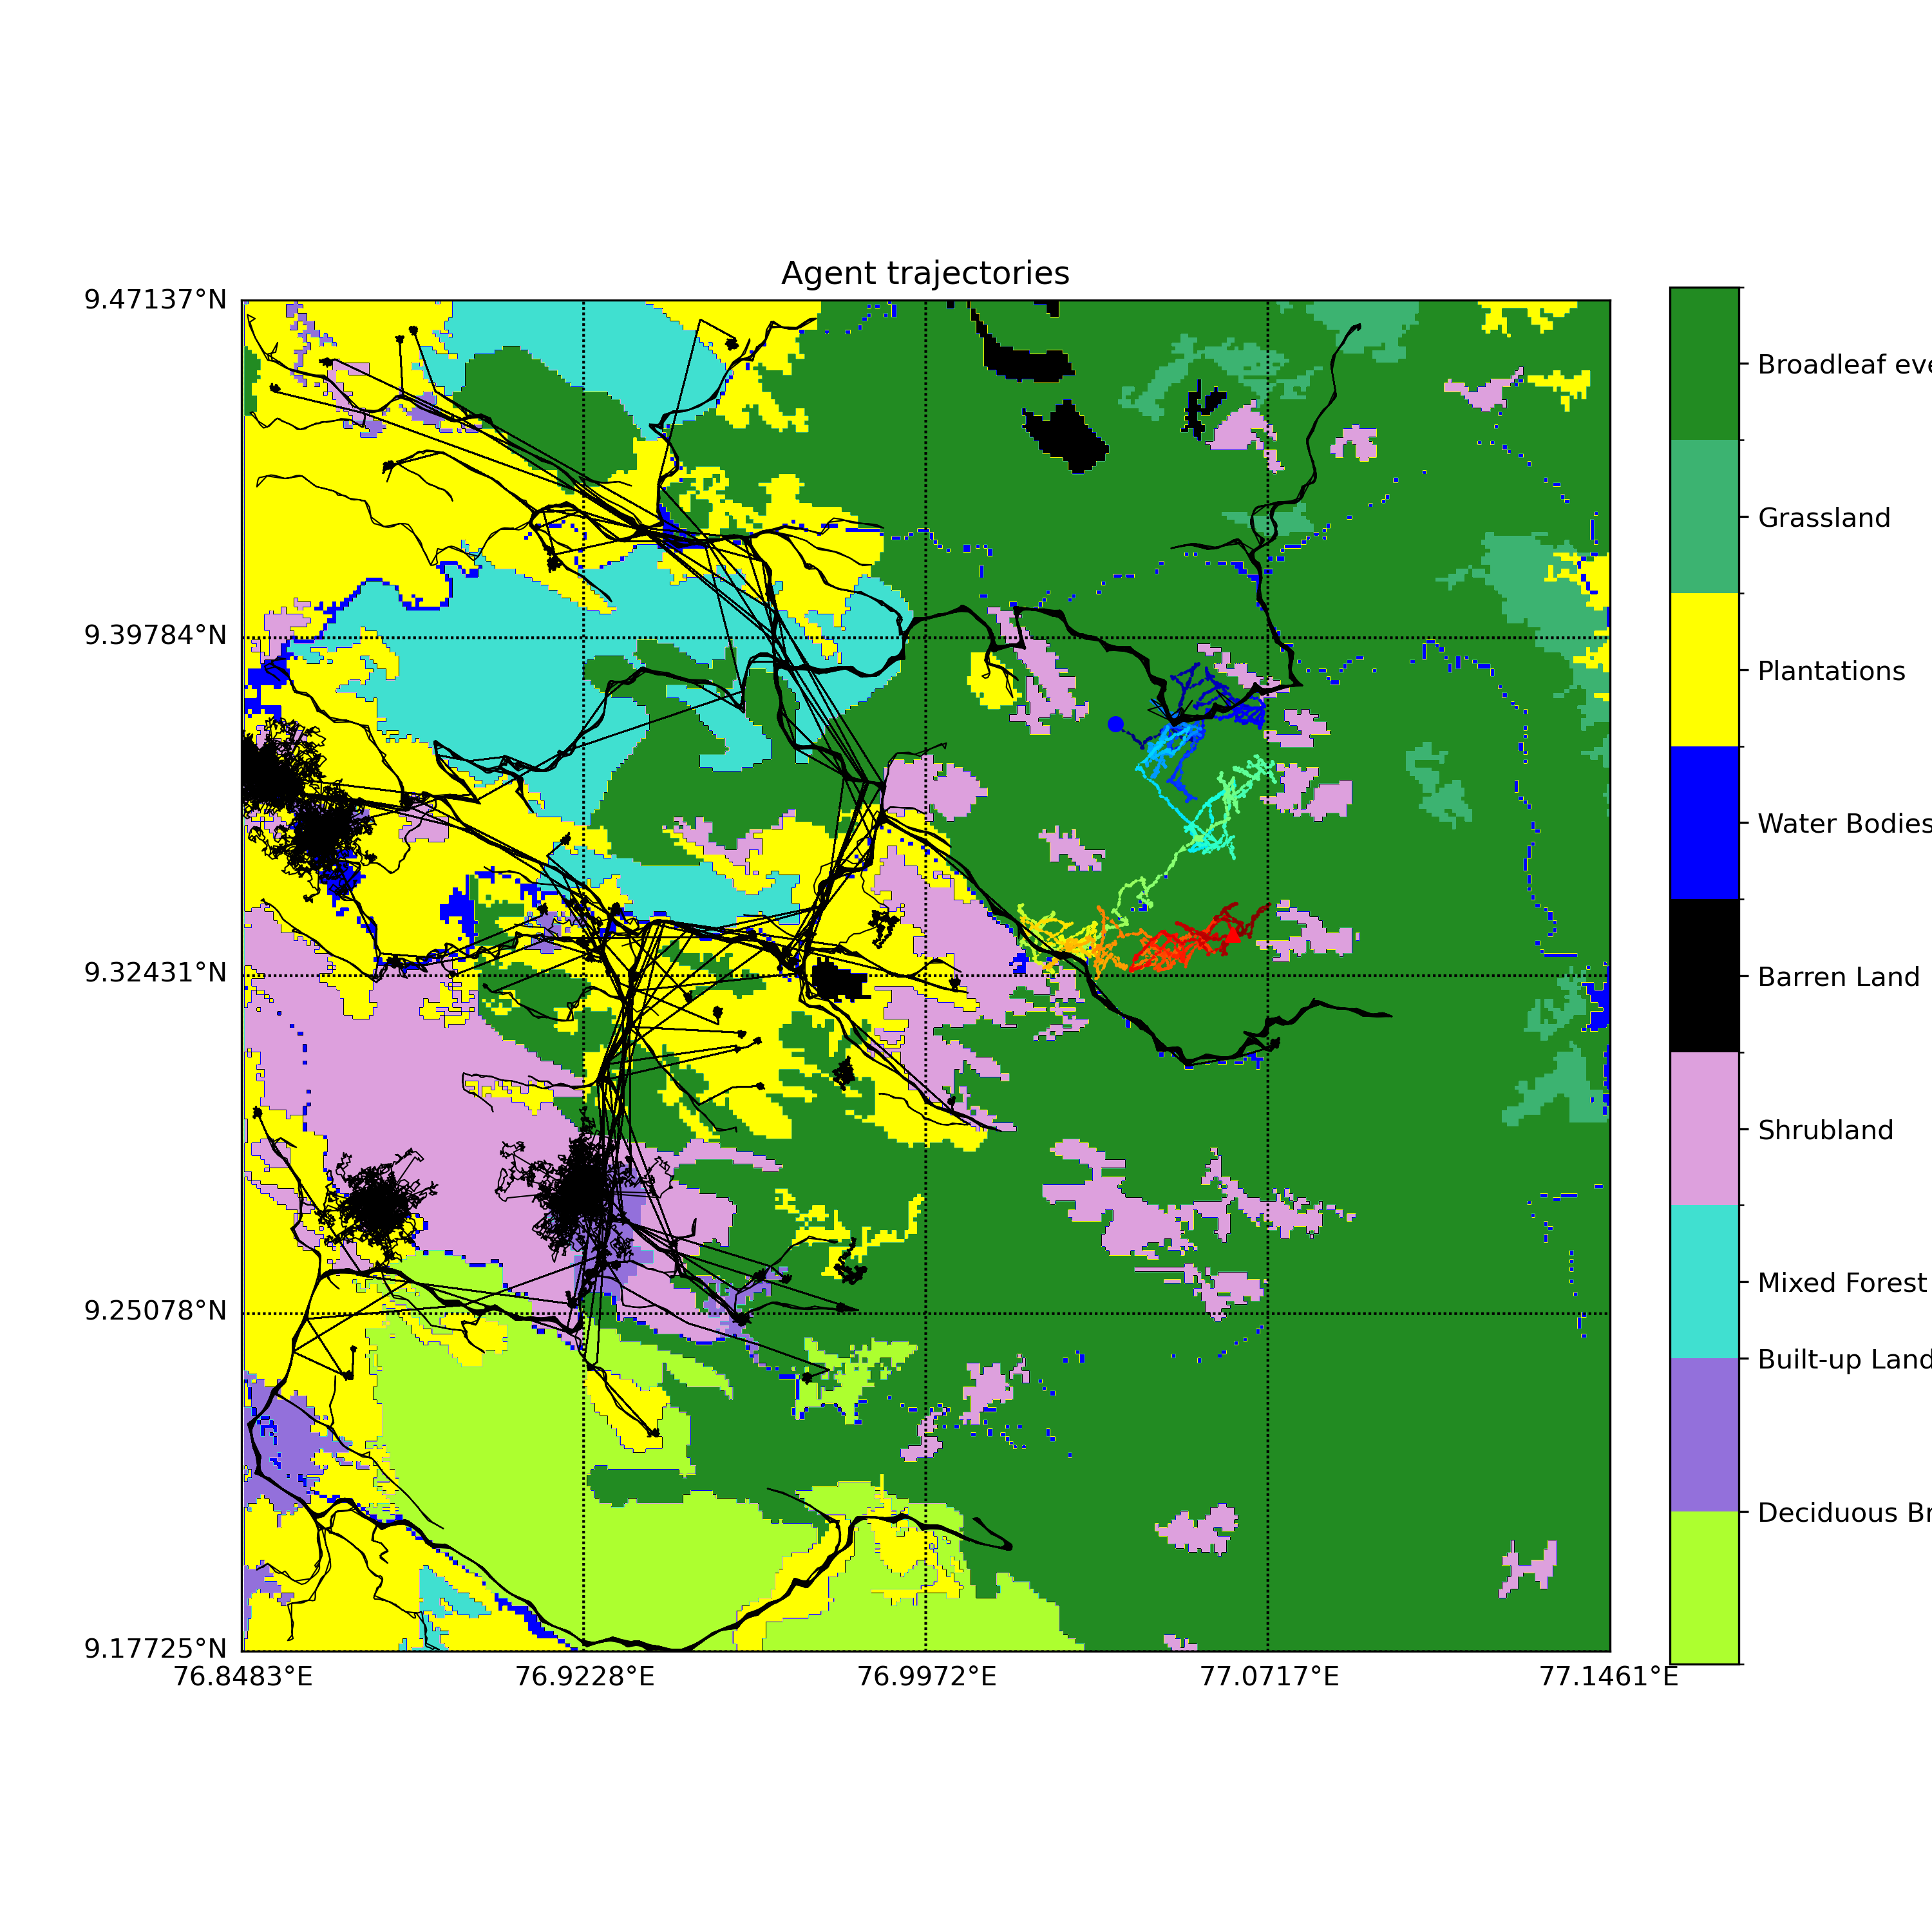 Agent trajectories
9.47137°N
9.39784°N
9.32431°N
9.25078°N
9.17725°N
76.8483°E
76.9228°E
76.9972°E
77.0717°E
77.1461°E
Broadleaf eve
Grassland
Plantations
Water Bodies
Barren Land
Shrubland
Mixed Forest
Built-up Land
Deciduous Br